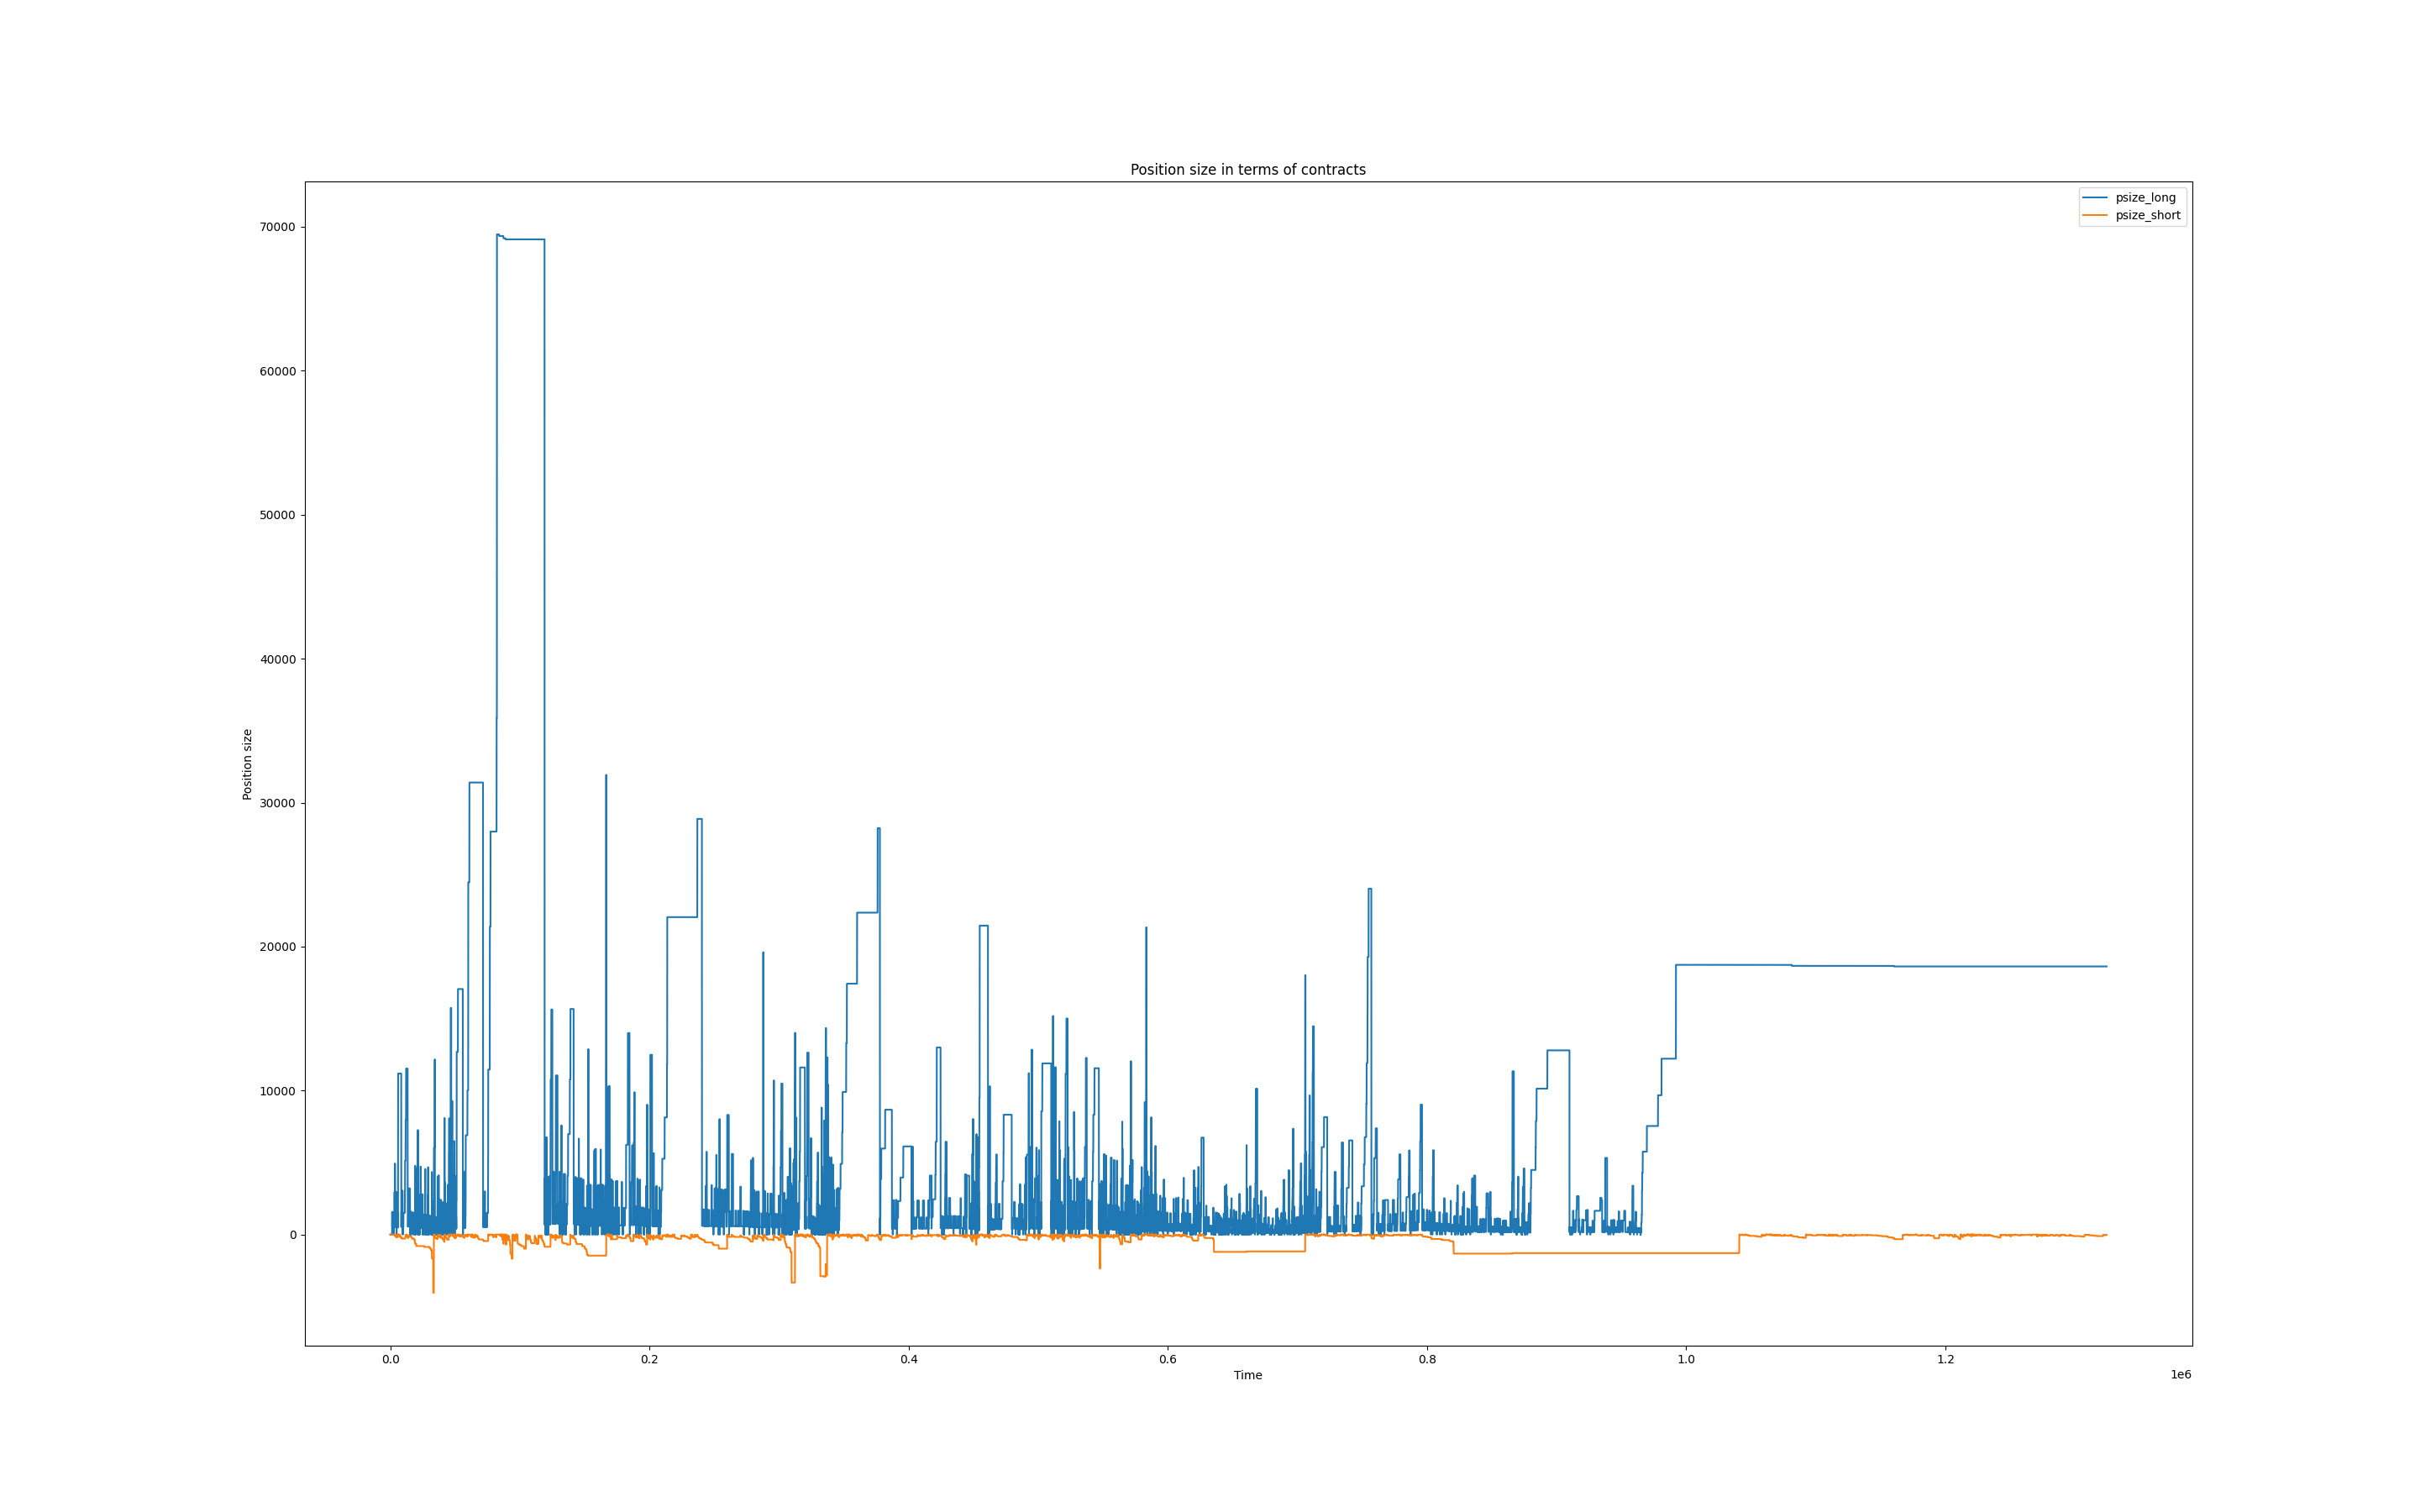 Position size in terms of contracts
psize_long
psize_short
70000
60000
50000
40000
30000
20000
10000
0
Position size
0.0 0.2 0.4 0.6 0.8 1.0 1.2
Time
1e6